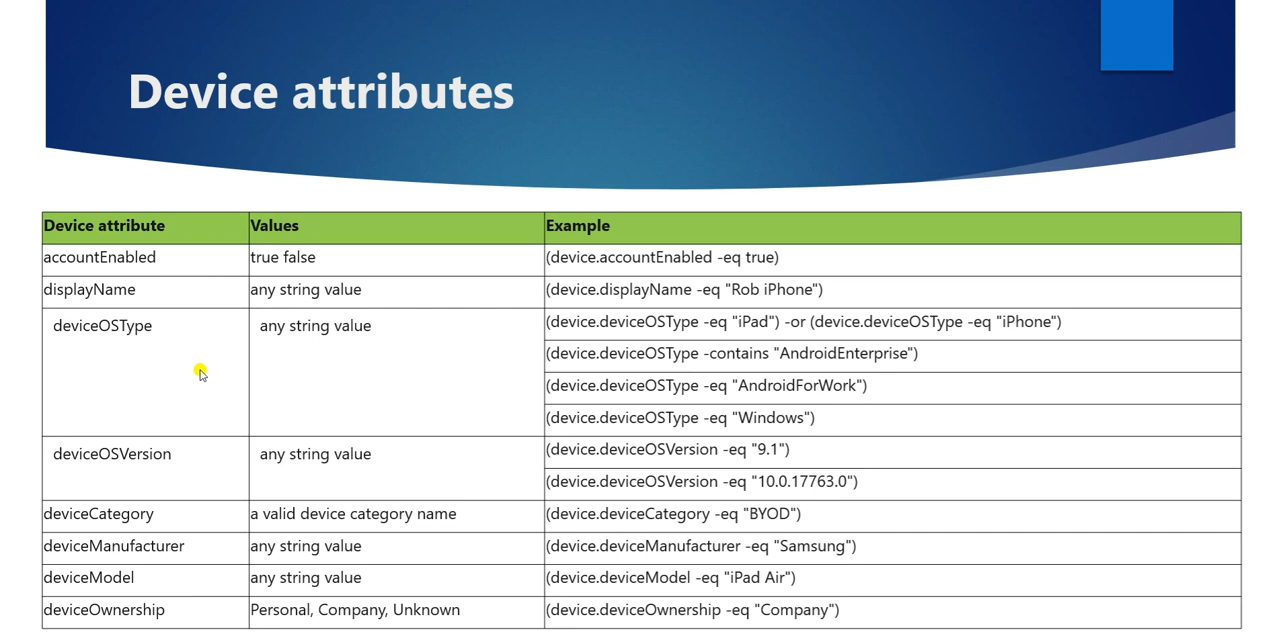 Device attributes
Device attribute Values Example
accountEnabled true false (device.accountEnabled -eq true)
displayName any string value (device.displayName -eq "Rob iPhone")
deviceOSType any string value (device.deviceOSType -eq "iPad") -or (device.deviceOSType -eq "iPhone")
(device.deviceOSType -contains "AndroidEnterprise")
(device.deviceOSType -eq "AndroidForWork")
(device.deviceOSType -eq "Windows")
deviceOSVersion any string value (device.deviceOSVersion -eq "9.1")
(device.deviceOSVersion -eq "10.0.17763.0")
deviceCategory a valid device category name (device.deviceCategory -eq "BYOD")
deviceManufacturer any string value (device.deviceManufacturer -eq "Samsung")
deviceModel any string value (device.deviceModel -eq "iPad Air")
deviceOwnership Personal, Company, Unknown (device.deviceOwnership -eq "Company")